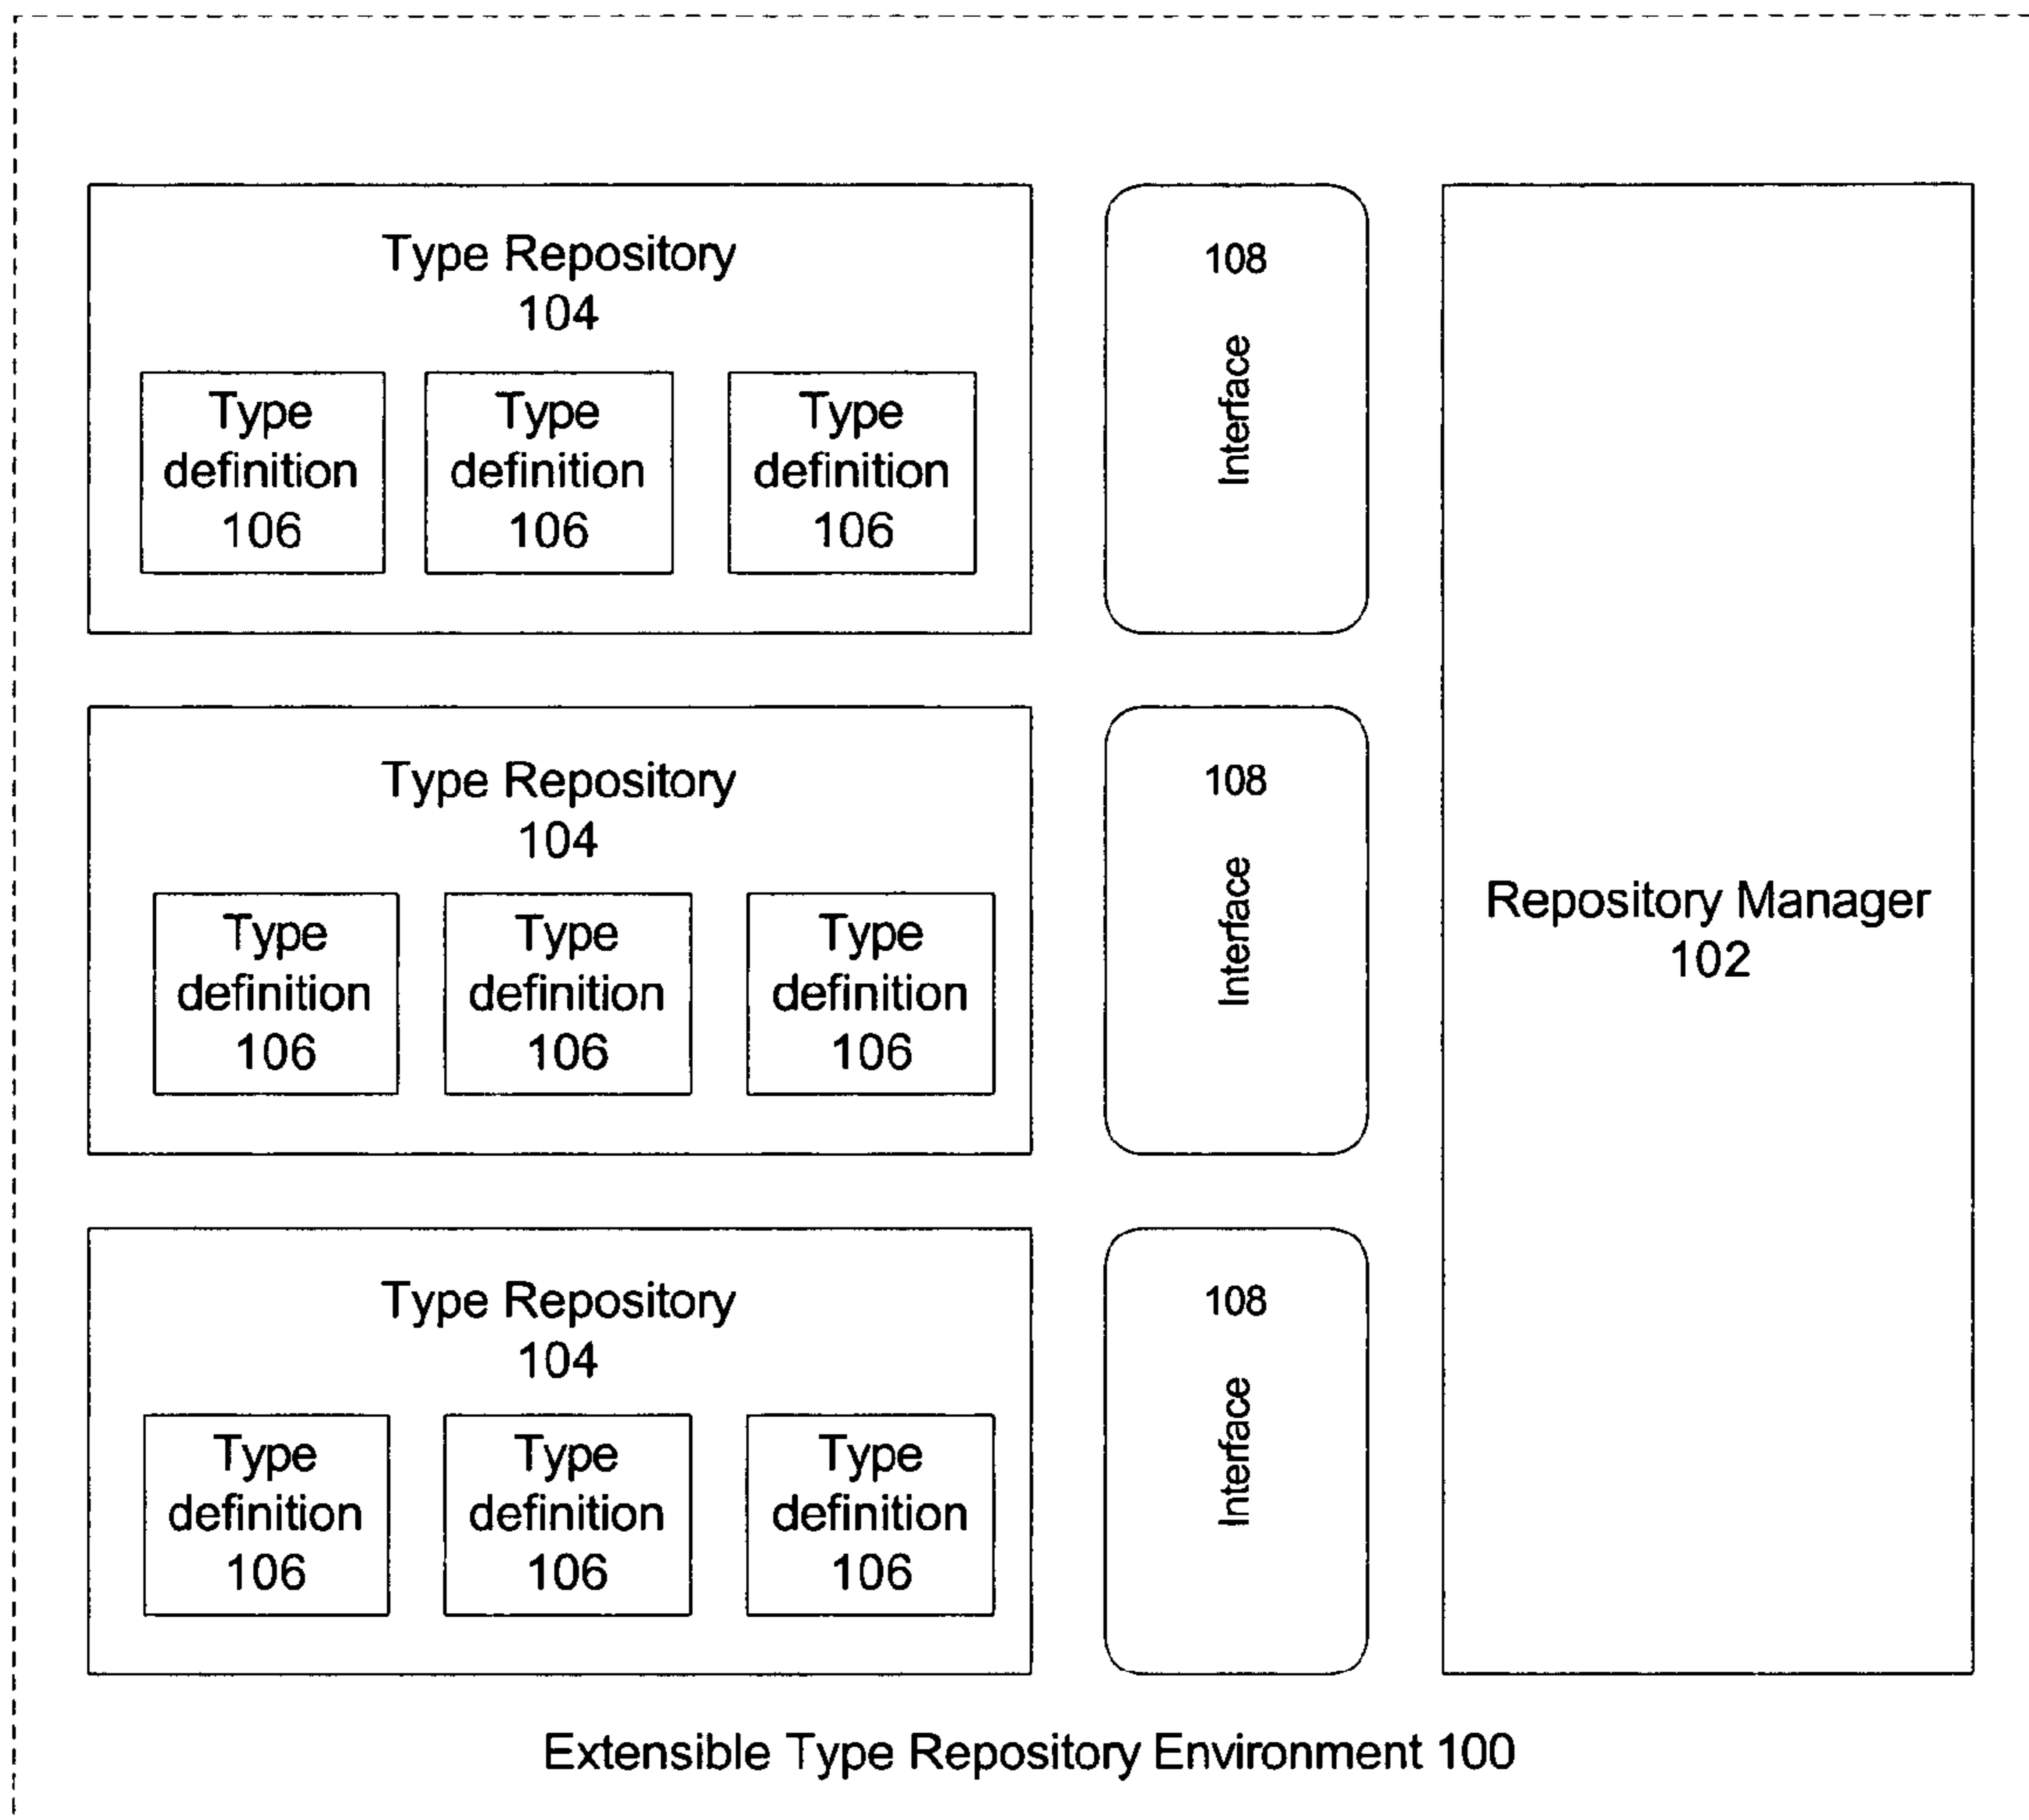 Type Repository
104
Type
definition
106
Type
definition
106
Type
definition
106
108
Interface
Type Repository
104
Type
definition
106
Type
definition
106
Type
definition
106
108
Interface
Repository Manager
102
Type Repository
104
Type
definition
106
Type
definition
106
Type
definition
106
108
Interface
Extensible Type Repository Environment 100